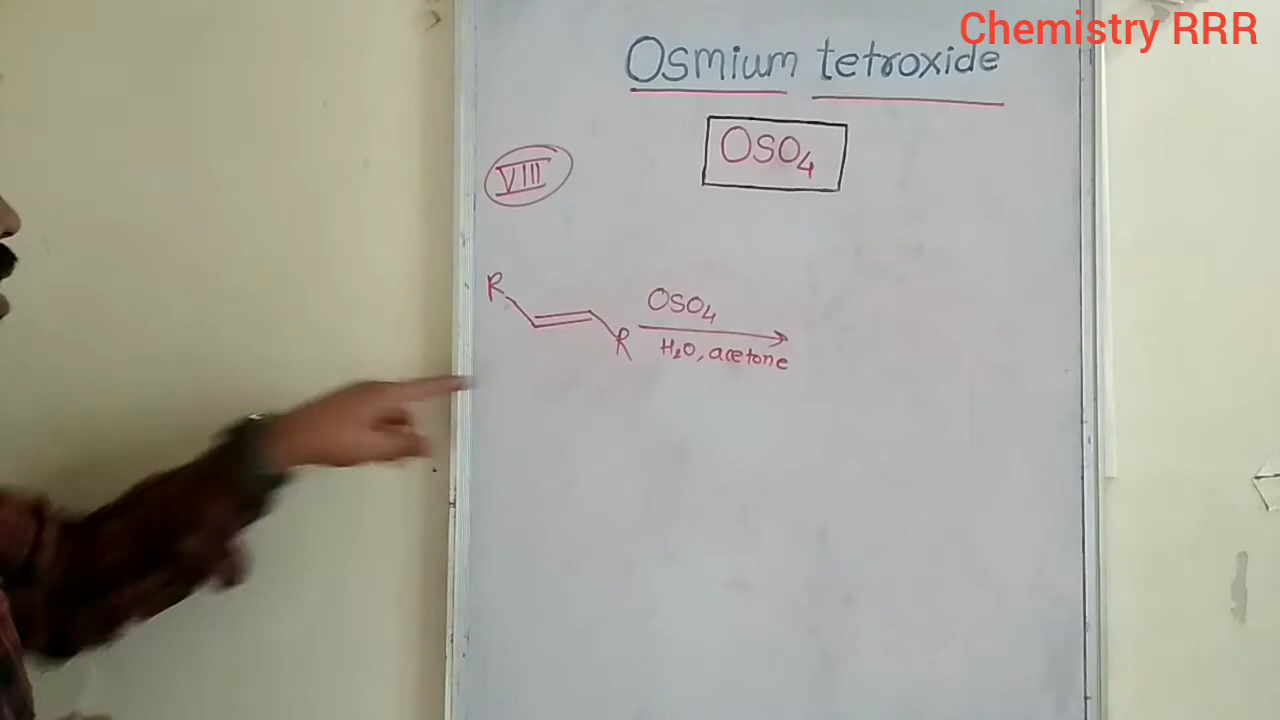 Chemistry RRR
Osmium tetroxide
OsO4
VIII
R
R
OsO4
H2O, acetone